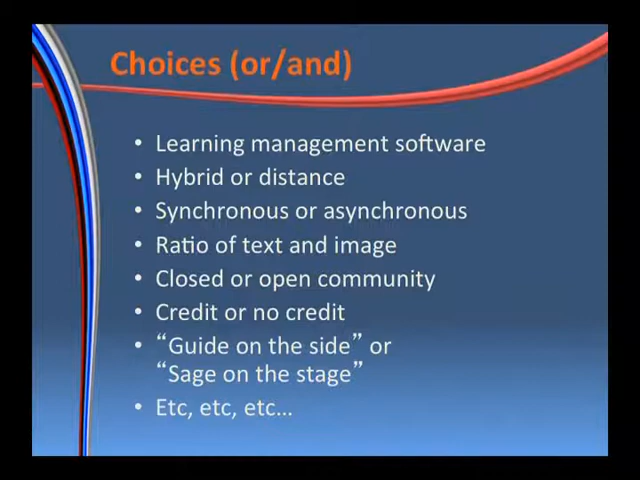 Choices (or/and)
• Learning management software
• Hybrid or distance
• Synchronous or asynchronous
• Ratio of text and image
• Closed or open community
• Credit or no credit
• “Guide on the side” or
“Sage on the stage”
• Etc, etc, etc…